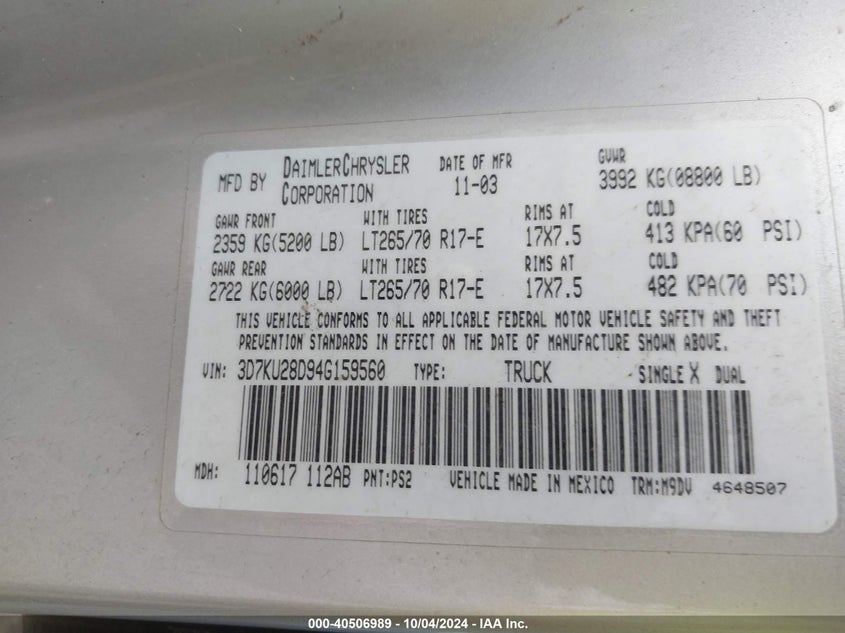 MFD BY DAIMLERCHRYSLER CORPORATION DATE OF MFR 11-03 GVWR 3992 KG(08800 LB)
GAWR FRONT WITH TIRES RIMS AT COLD
2359 KG(5200 LB) LT265/70 R17-E 17X7.5 413 KPA(60 PSI)
GAWR REAR WITH TIRES RIMS AT COLD
2722 KG(6000 LB) LT265/70 R17-E 17X7.5 482 KPA(70 PSI)
THIS VEHICLE CONFORMS TO ALL APPLICABLE FEDERAL MOTOR VEHICLE SAFETY AND THEFT
PREVENTION STANDARDS IN EFFECT ON THE DATE OF MANUFACTURE SHOWN ABOVE.
VIN: 3D7KU28D94G159560 TYPE: TRUCK SINGLE X DUAL
MDH: 110617 112AB PNT:PS2 VEHICLE MADE IN MEXICO TRM:M9DV 4648507
000-40506989 - 10/04/2024 - IAA Inc.